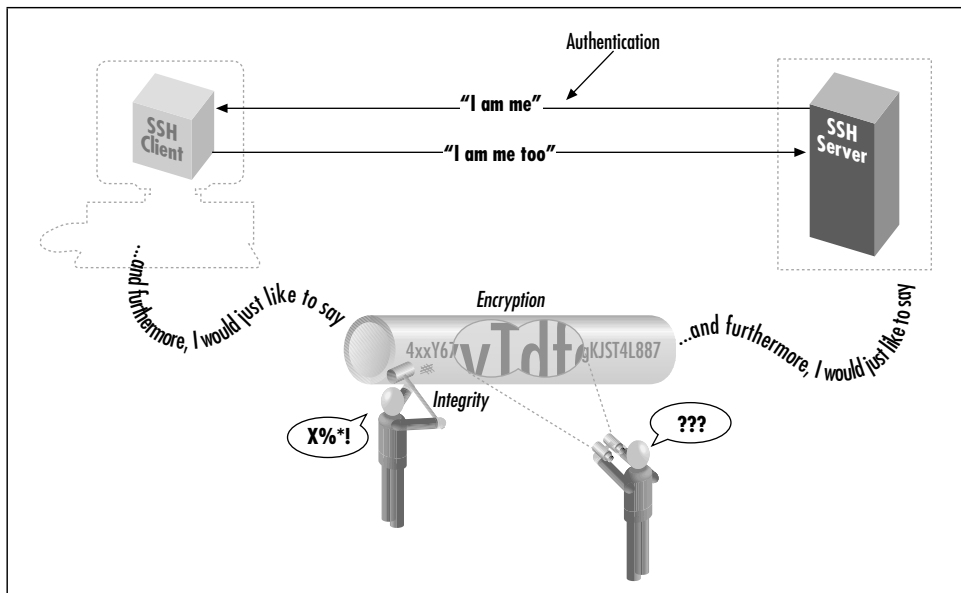 Authentication
"I am me"
SSH
Client
SSH
Server
"I am me too"
...and furthermore, I would just like to say
Encryption
4xxY67
vTdt
gKJST4L887
...and furthermore, I would just like to say
Integrity
X%*!
???